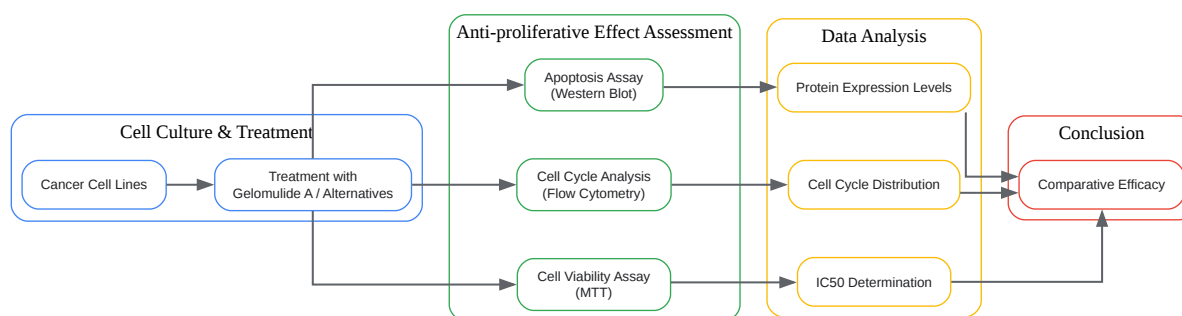 Cell Culture & Treatment
Cancer Cell Lines
Treatment with
Gelomulide A / Alternatives
Anti-proliferative Effect Assessment
Apoptosis Assay
(Western Blot)
Cell Cycle Analysis
(Flow Cytometry)
Cell Viability Assay
(MTT)
Data Analysis
Protein Expression Levels
Cell Cycle Distribution
IC50 Determination
Conclusion
Comparative Efficacy